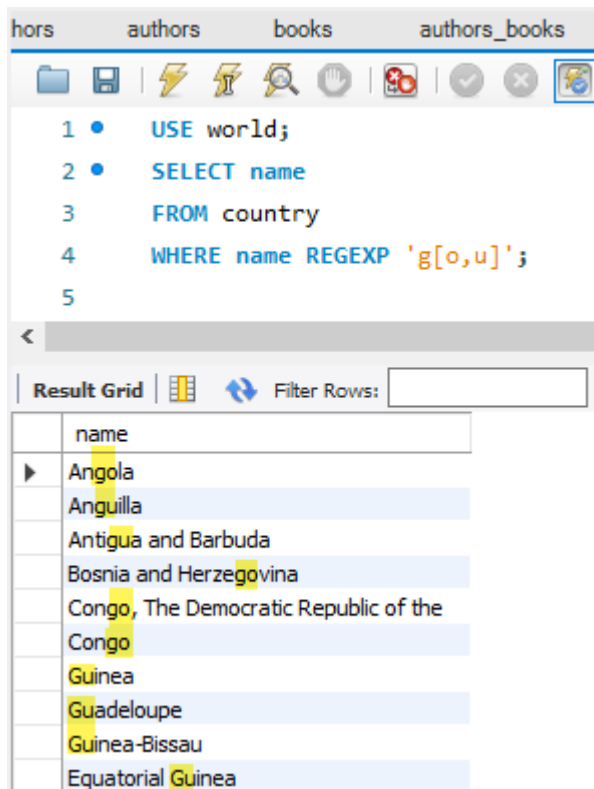 hors authors books authors_books
1 USE world;
2 SELECT name
3 FROM country
4 WHERE name REGEXP 'g[o,u]';
5
Result Grid Filter Rows:
name
Angola
Anguilla
Antigua and Barbuda
Bosnia and Herzegovina
Congo, The Democratic Republic of the
Congo
Guinea
Guadeloupe
Guinea-Bissau
Equatorial Guinea